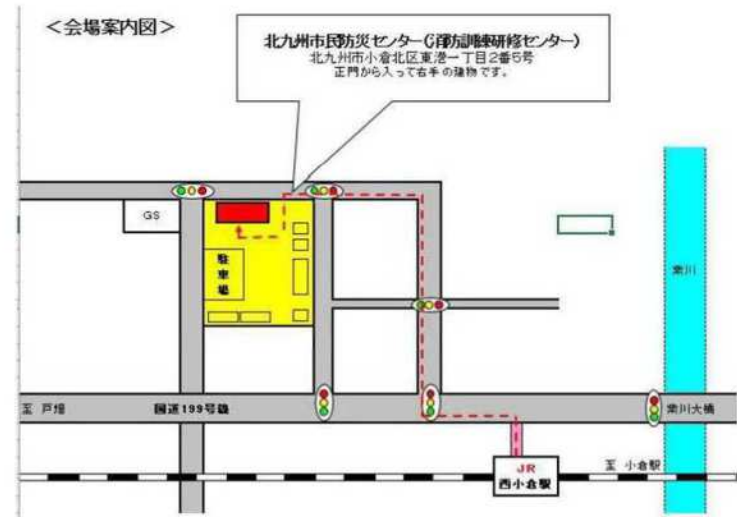 ＜会場案内図＞
北九州市民防災センター(消防訓練研修センター)
北九州市小倉北区東港一丁目2番5号
正門から入って右手の建物です。
GS
駐車場
紫川
至 戸畑
国道199号線
紫川大橋
JR
西小倉駅
至 小倉駅